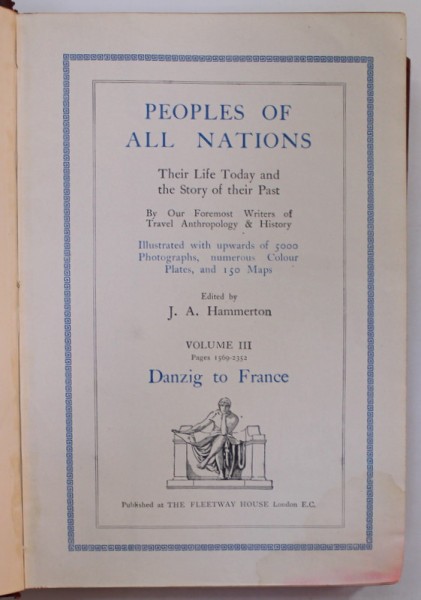 PEOPLES OF
ALL NATIONS
Their Life Today and
the Story of their Past
By Our Foremost Writers of
Travel Anthropology & History
Illustrated with upwards of 5000
Photographs, numerous Colour
Plates, and 150 Maps
Edited by
J. A. Hammerton
VOLUME III
Pages 1569-2352
Danzig to France
Published at THE FLEETWAY HOUSE London E.C.